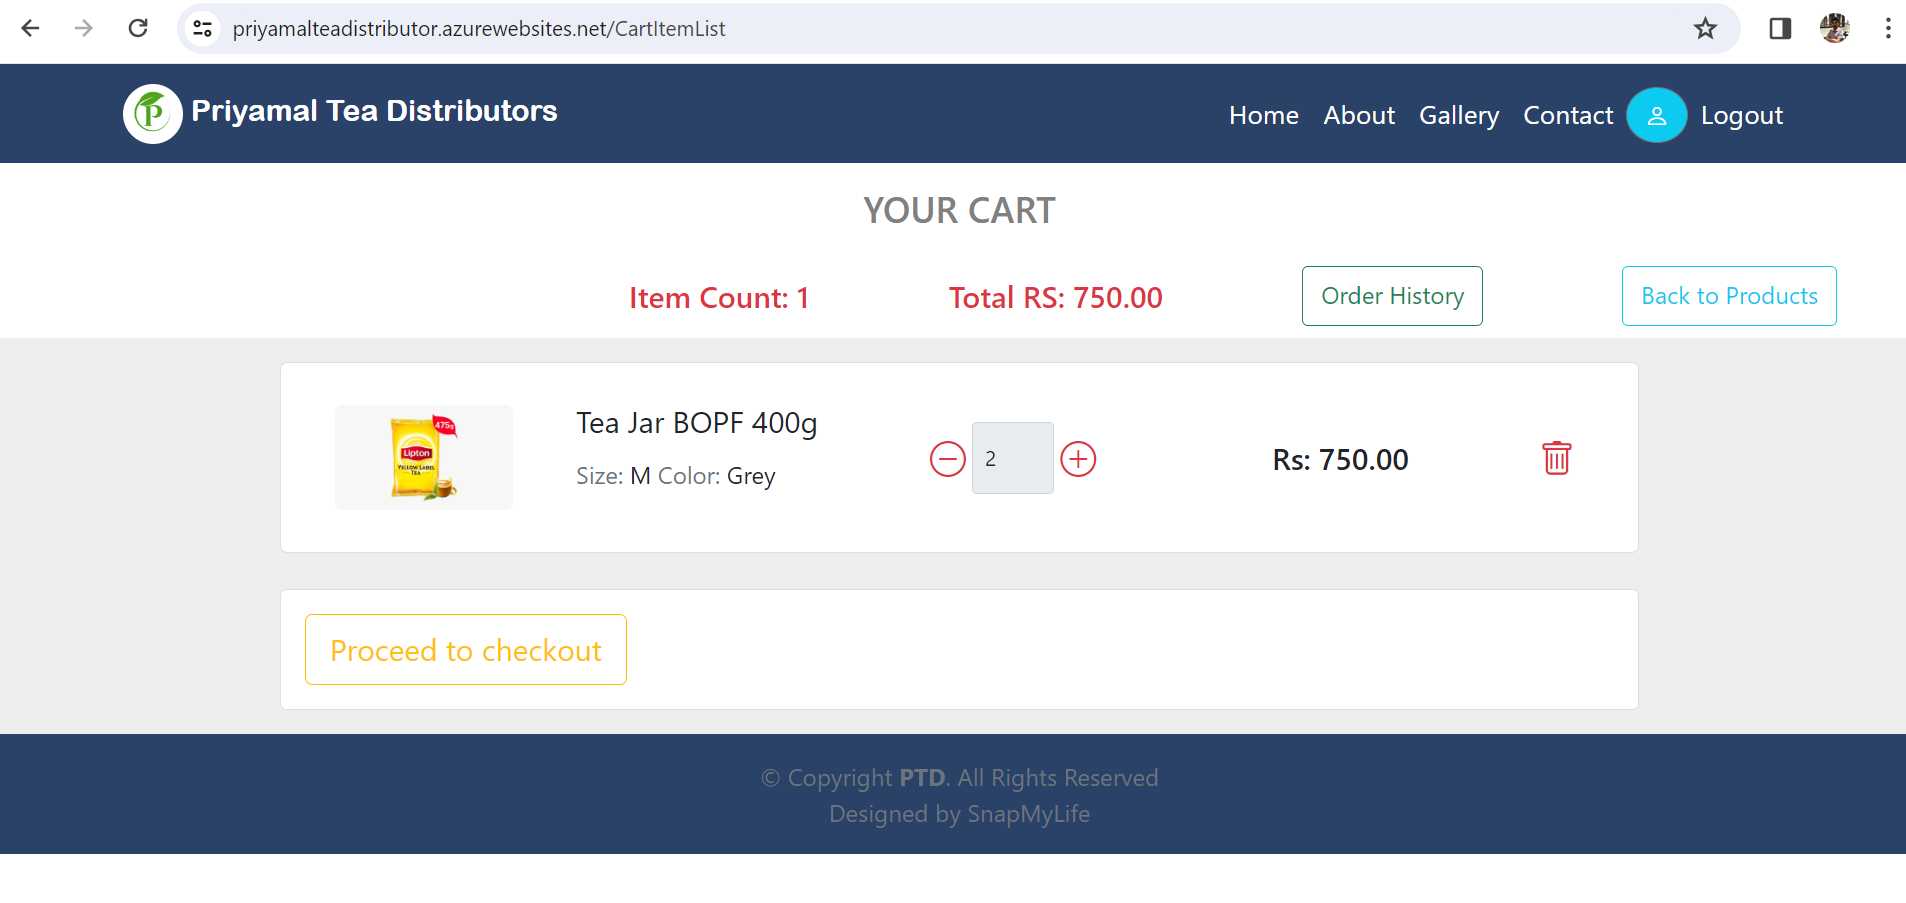 priyamalteadistributor.azurewebsites.net/CartItemList
P Priyamal Tea Distributors Home About Gallery Contact Logout
YOUR CART
Item Count: 1 Total RS: 750.00 Order History Back to Products
475g
Lipton
YELLOW LABEL
TEA
Tea Jar BOPF 400g
Size: M Color: Grey
2
Rs: 750.00
Proceed to checkout
© Copyright PTD. All Rights Reserved
Designed by SnapMyLife